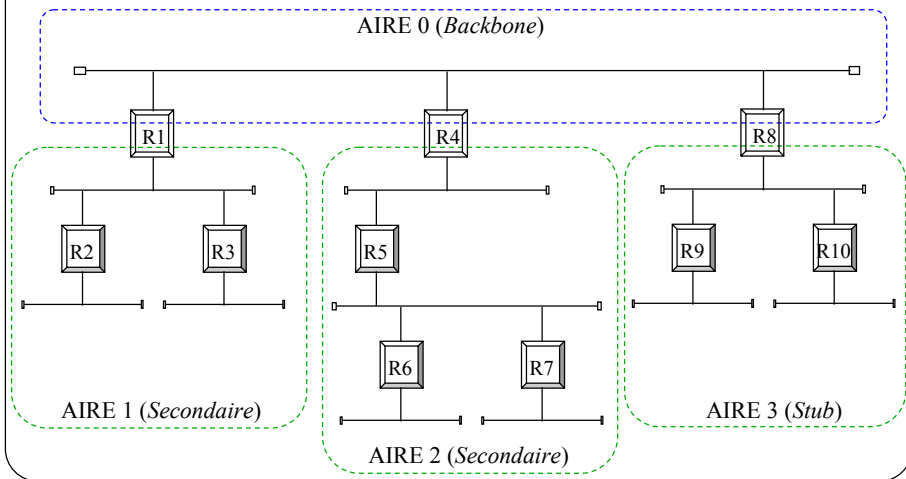 AIRE 0 (Backbone)
R1
R4
R8
R2
R3
R5
R9
R10
R6
R7
AIRE 1 (Secondaire)
AIRE 3 (Stub)
AIRE 2 (Secondaire)